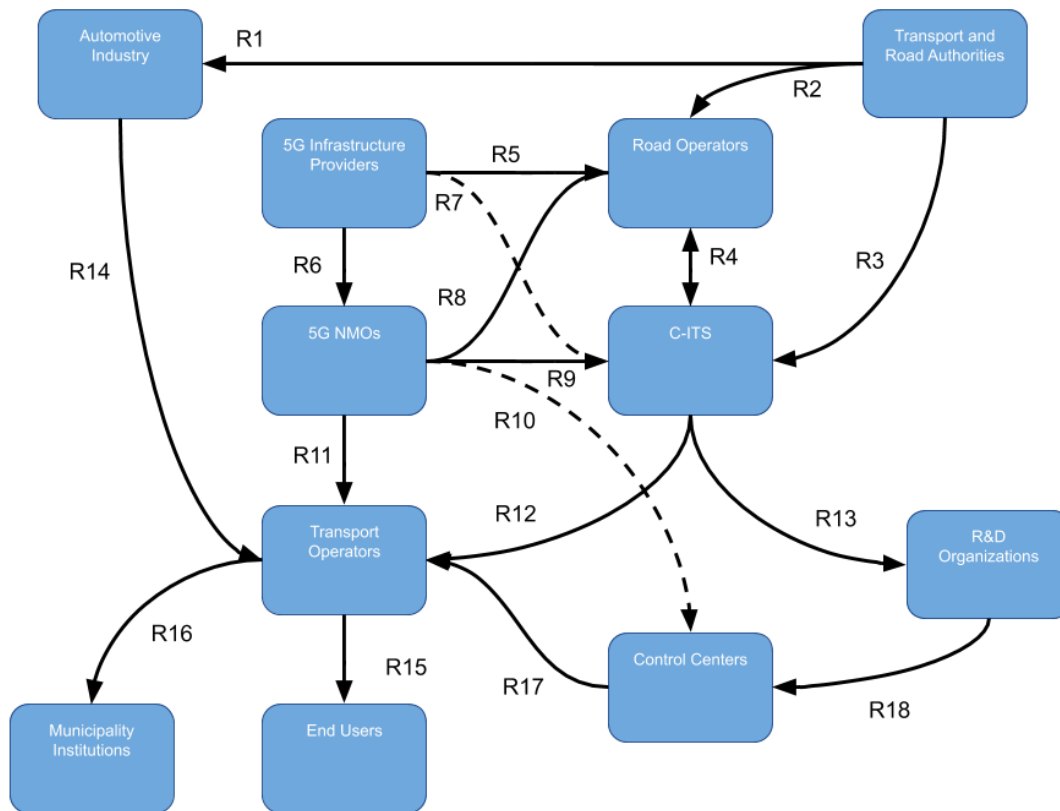 Automotive
Industry
R1
Transport and
Road Authorities
R2
5G Infrastructure
Providers
R5
Road Operators
R7
R14
R6
R8
R4
R3
5G NMOs
C-ITS
R9
R10
R11
R12
R13
Transport
Operators
R&D
Organizations
R16
R15
R17
Control Centers
R18
Municipality
Institutions
End Users